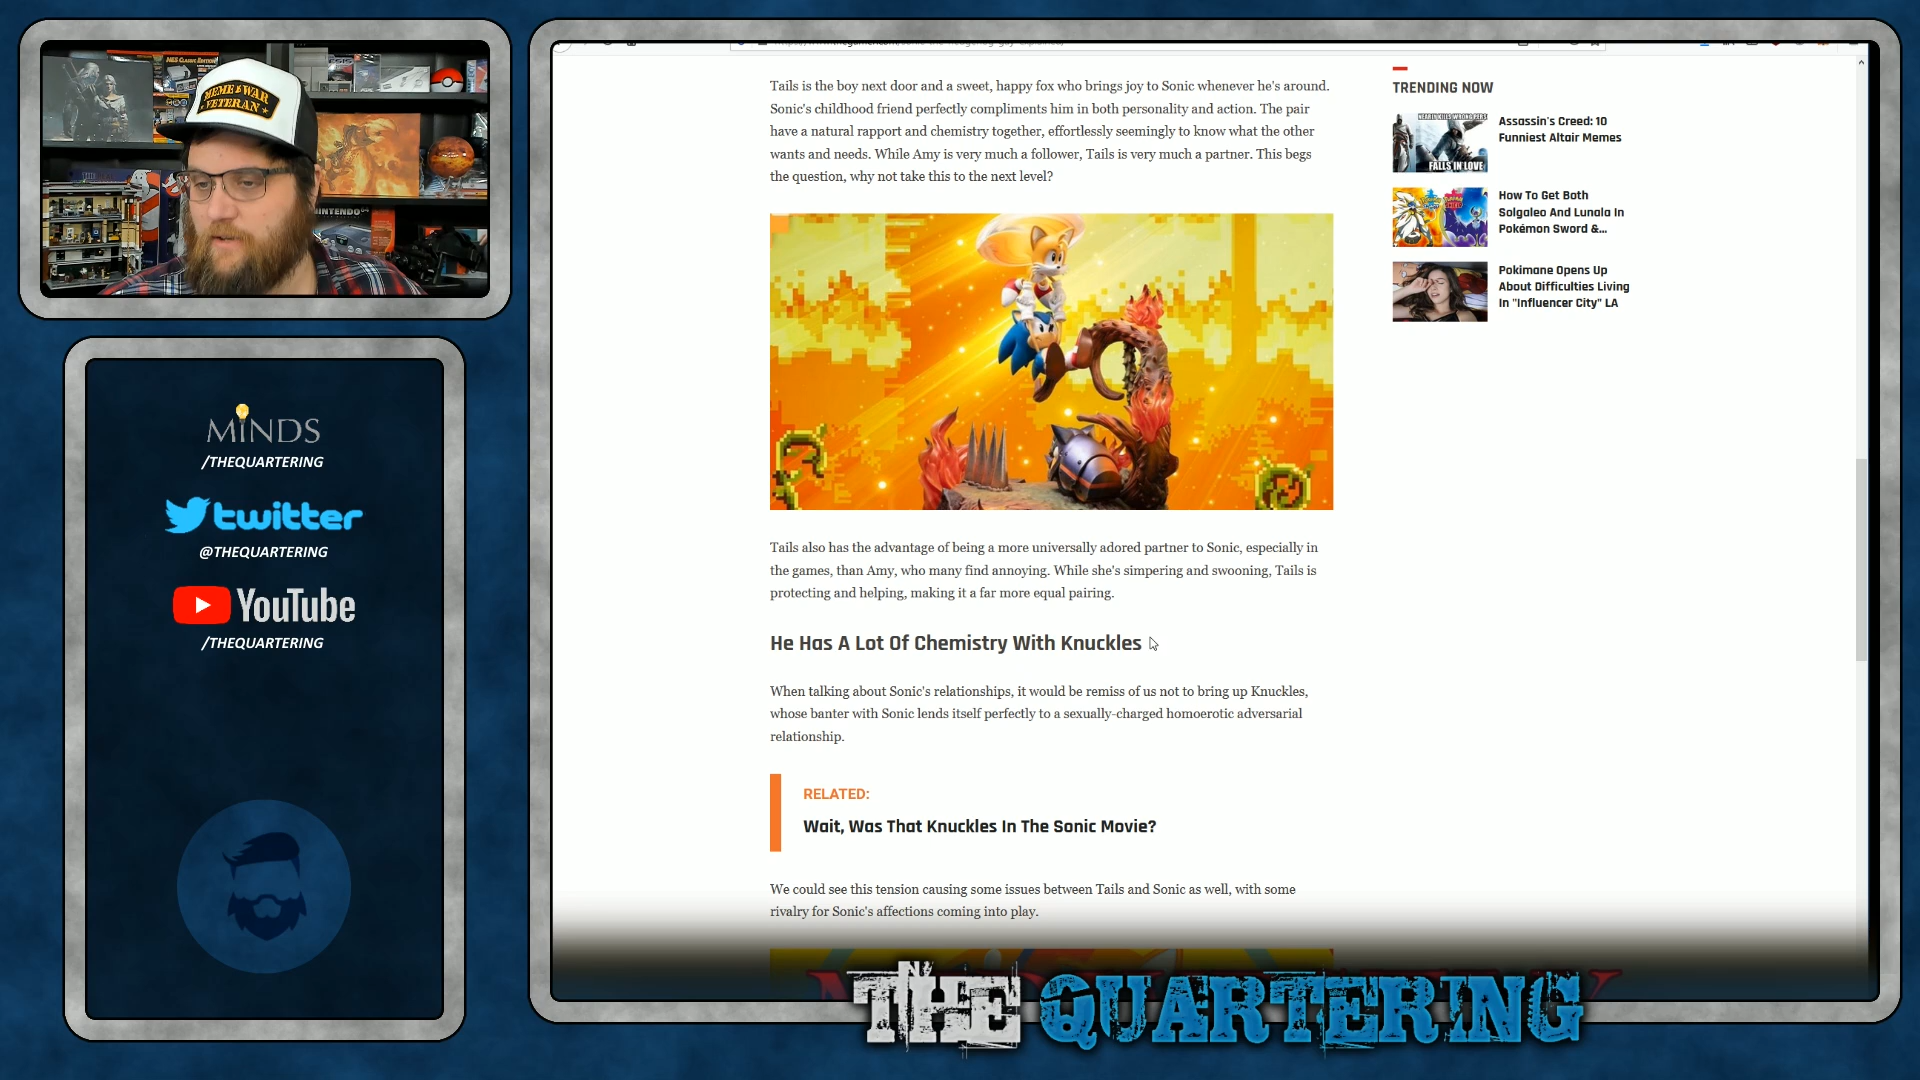 MEME WAR
VETERAN
NES CLASSIC
NINTENDO
MINDS
/THEQUARTERING
twitter
@THEQUARTERING
YouTube
/THEQUARTERING
Tails is the boy next door and a sweet, happy fox who brings joy to Sonic whenever he's around.
Sonic's childhood friend perfectly compliments him in both personality and action. The pair
have a natural rapport and chemistry together, effortlessly seemingly to know what the other
wants and needs. While Amy is very much a follower, Tails is very much a partner. This begs
the question, why not take this to the next level?
Tails also has the advantage of being a more universally adored partner to Sonic, especially in
the games, than Amy, who many find annoying. While she's simpering and swooning, Tails is
protecting and helping, making it a far more equal pairing.
He Has A Lot Of Chemistry With Knuckles
When talking about Sonic's relationships, it would be remiss of us not to bring up Knuckles,
whose banter with Sonic lends itself perfectly to a sexually-charged homoerotic adversarial
relationship.
RELATED:
Wait, Was That Knuckles In The Sonic Movie?
We could see this tension causing some issues between Tails and Sonic as well, with some
rivalry for Sonic's affections coming into play.
TRENDING NOW
Assassin's Creed: 10
Funniest Altair Memes
FALLS IN LOVE
How To Get Both
Solgaleo And Lunala In
Pokémon Sword &...
Pokimane Opens Up
About Difficulties Living
In "Influencer City" LA
THE QUARTERING